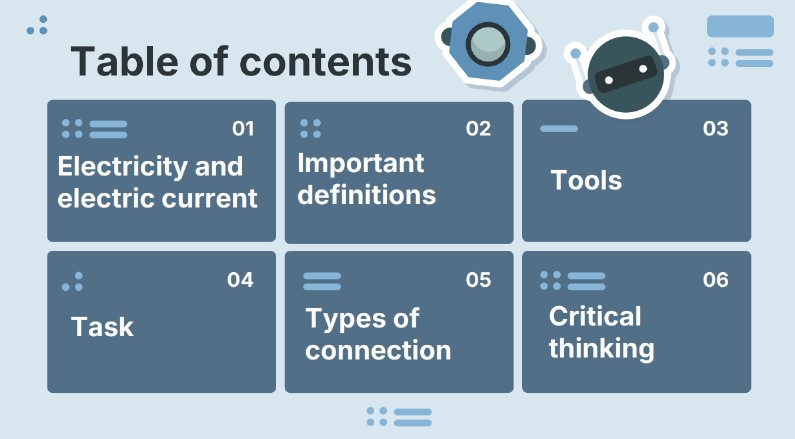 Table of contents
01
Electricity and
electric current
02
Important
definitions
03
Tools
04
Task
05
Types of
connection
06
Critical
thinking